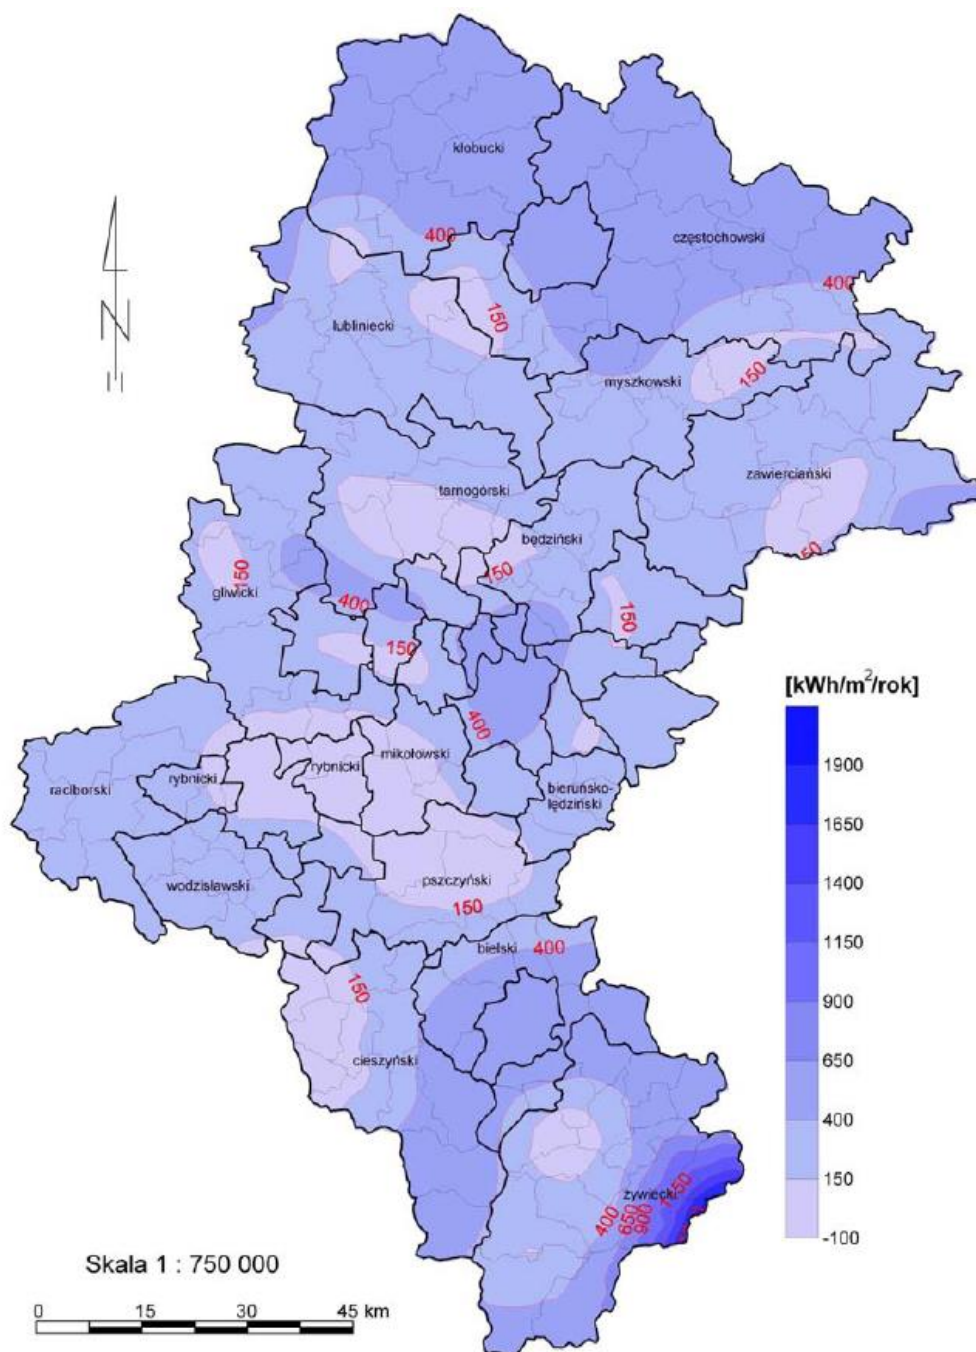 kłobucki
400
częstochowski
400
150
lubliniecki
myszkowski
150
zawierciański
tarnogórski
będziński
150
150
gliwicki
400
150
150
[kWh/m²/rok]
400
mikołowski
rybnicki
rybnicki
raciborski
bieruńsko-
lędziński
1900
1650
1400
1150
900
650
400
150
-100
pszczyński
wodzisławski
150
bielski
400
150
cieszyński
żywiecki
400
650
900
Skala 1 : 750 000
0 15 30 45 km
N